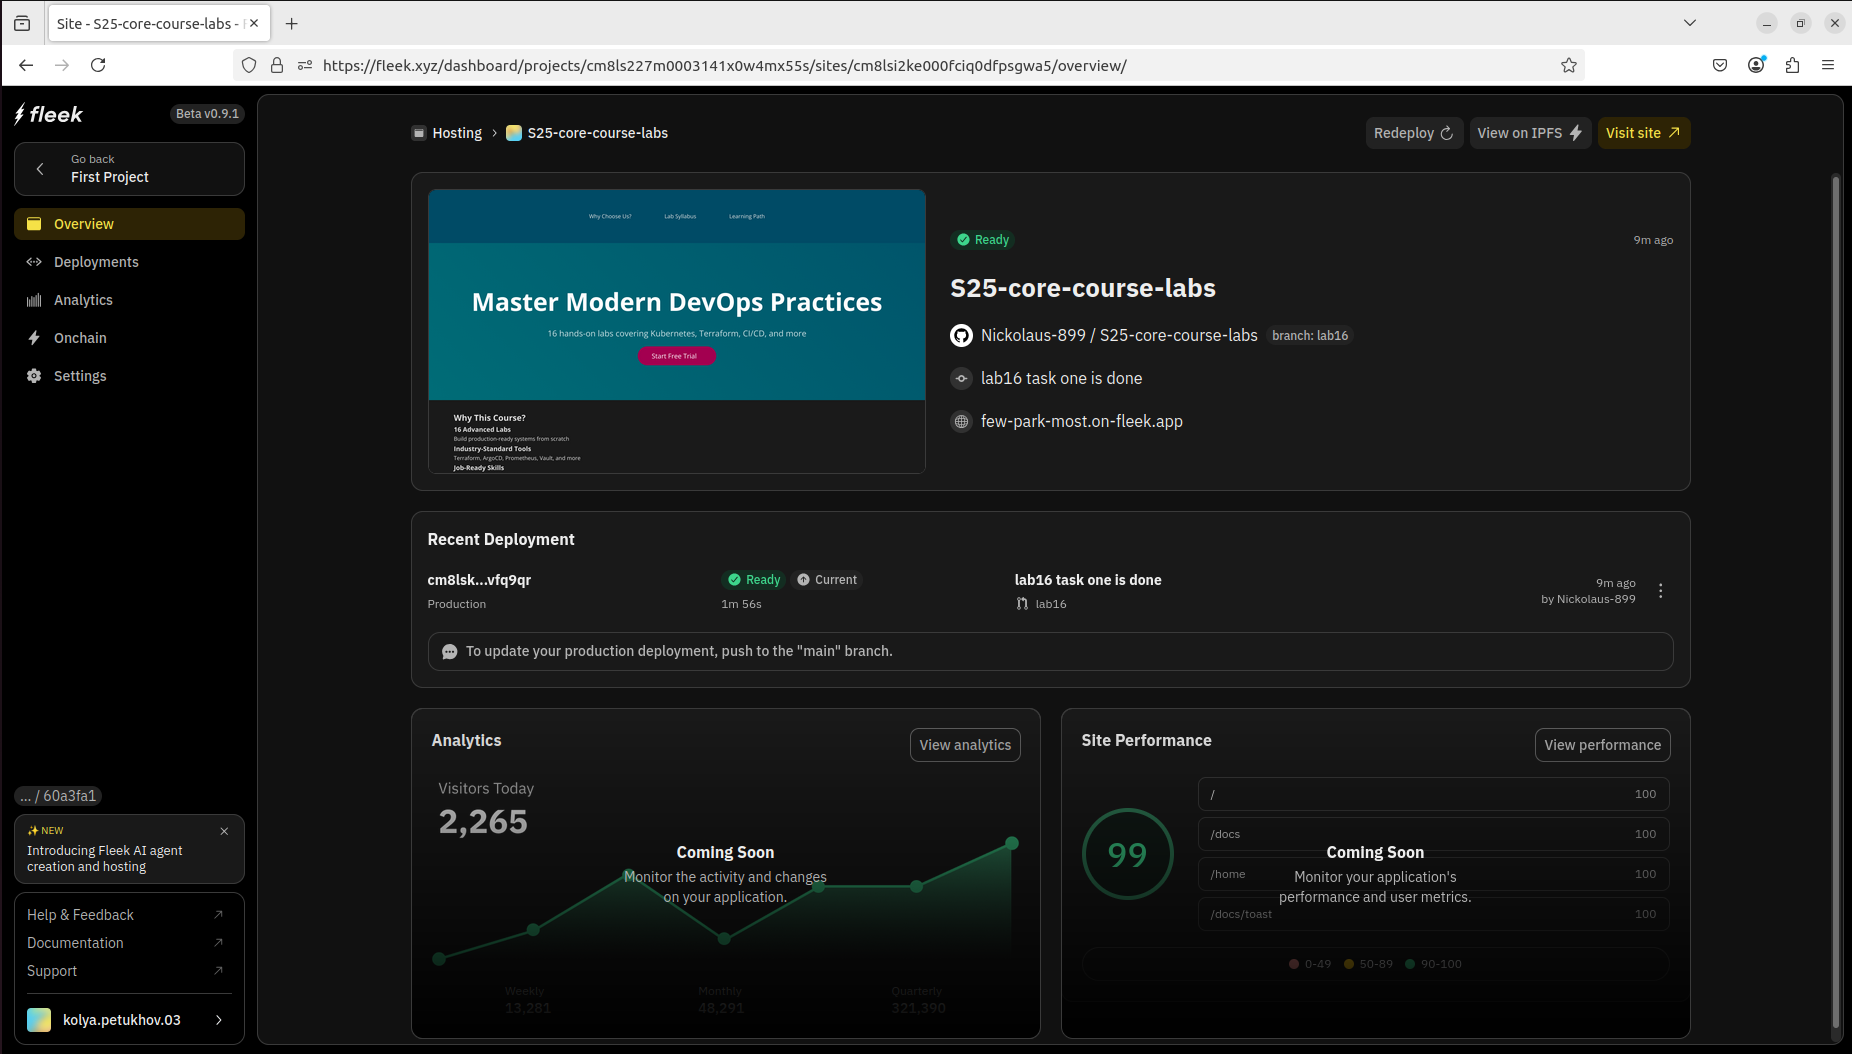 Site - S25-core-course-labs -
https://fleek.xyz/dashboard/projects/cm8ls227m0003141x0w4mx55s/sites/cm8lsi2ke000fciq0dfpsgwa5/overview/
fleek
Beta v0.9.1
Go back
First Project
Overview
Deployments
Analytics
Onchain
Settings
... / 60a3fa1
NEW
Introducing Fleek AI agent
creation and hosting
Help & Feedback
Documentation
Support
kolya.petukhov.03
Hosting > S25-core-course-labs
Redeploy
View on IPFS
Visit site
Why Choose Us?
Lab Syllabus
Learning Path
Master Modern DevOps Practices
16 hands-on labs covering Kubernetes, Terraform, CI/CD, and more
Start Free Trial
Why This Course?
16 Advanced Labs
Build production-ready systems from scratch
Industry-Standard Tools
Terraform, ArgoCD, Prometheus, Vault, and more
Job-Ready Skills
Ready
9m ago
S25-core-course-labs
Nickolaus-899 / S25-core-course-labs branch: lab16
lab16 task one is done
few-park-most.on-fleek.app
Recent Deployment
cm8lsk...vfq9qr
Production
Ready
Current
1m 56s
lab16 task one is done
lab16
9m ago
by Nickolaus-899
To update your production deployment, push to the "main" branch.
Analytics
View analytics
Visitors Today
2,265
Coming Soon
Monitor the activity and changes
on your application.
Weekly
13,281
Monthly
48,291
Quarterly
321,390
Site Performance
View performance
99
/ 100
/docs 100
/home 100
/docs/toast 100
Coming Soon
Monitor your application's
performance and user metrics.
0-49
50-89
90-100